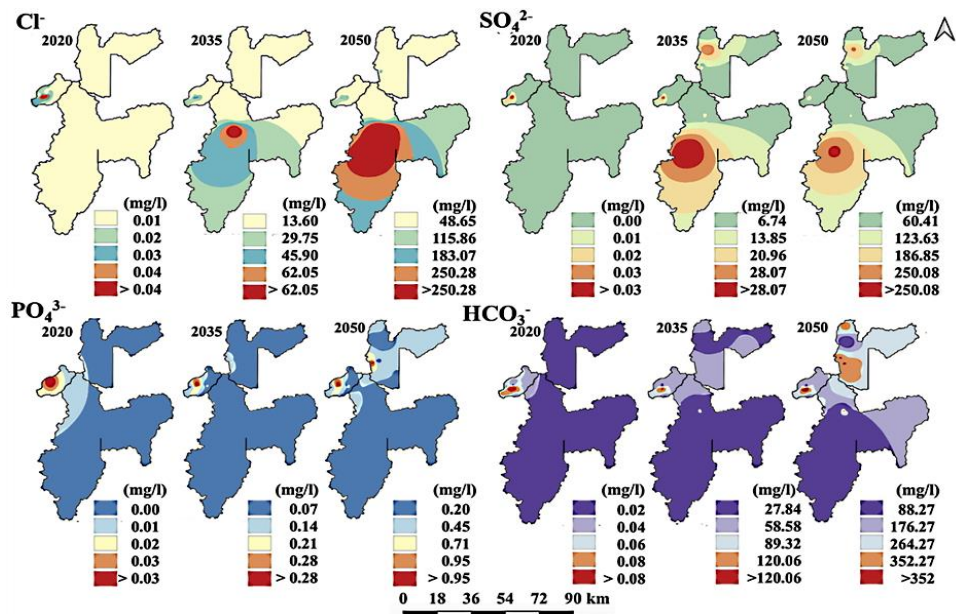 Cl-
2020
2035
2050
(mg/l) (mg/l) (mg/l)
0.01 13.60 48.65
0.02 29.75 115.86
0.03 45.90 183.07
0.04 62.05 250.28
> 0.04 > 62.05 >250.28
SO₄²⁻
2020
2035
2050
(mg/l) (mg/l) (mg/l)
0.00 6.74 60.41
0.01 13.85 123.63
0.02 20.96 186.85
0.03 28.07 250.08
> 0.03 >28.07 >250.08
PO₄³⁻
2020
2035
2050
(mg/l) (mg/l) (mg/l)
0.00 0.07 0.20
0.01 0.14 0.45
0.02 0.21 0.71
0.03 0.28 0.95
> 0.03 > 0.28 > 0.95
HCO₃⁻
2020
2035
2050
(mg/l) (mg/l) (mg/l)
0.02 27.84 88.27
0.04 58.58 176.27
0.06 89.32 264.27
0.08 120.06 352.27
> 0.08 >120.06 >352
0 18 36 54 72 90 km